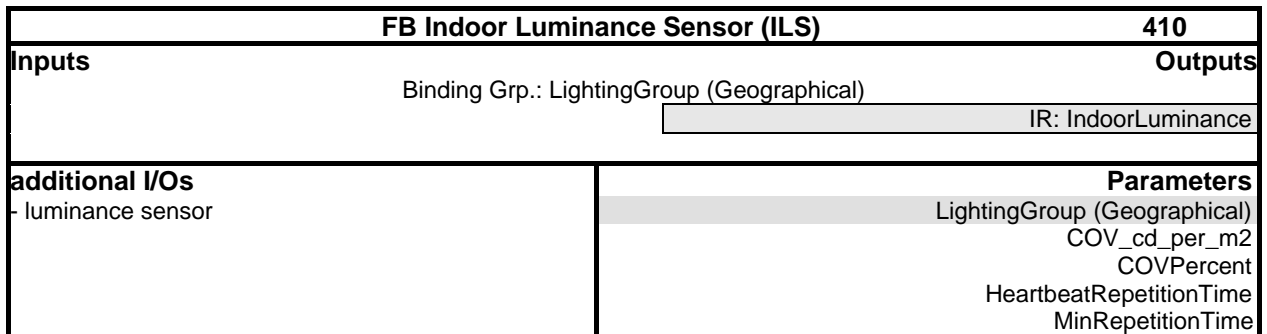 FB Indoor Luminance Sensor (ILS) 410
Inputs Outputs
Binding Grp.: LightingGroup (Geographical)
IR: IndoorLuminance
additional I/Os Parameters
- luminance sensor LightingGroup (Geographical)
COV_cd_per_m2
COVPercent
HeartbeatRepetitionTime
MinRepetitionTime